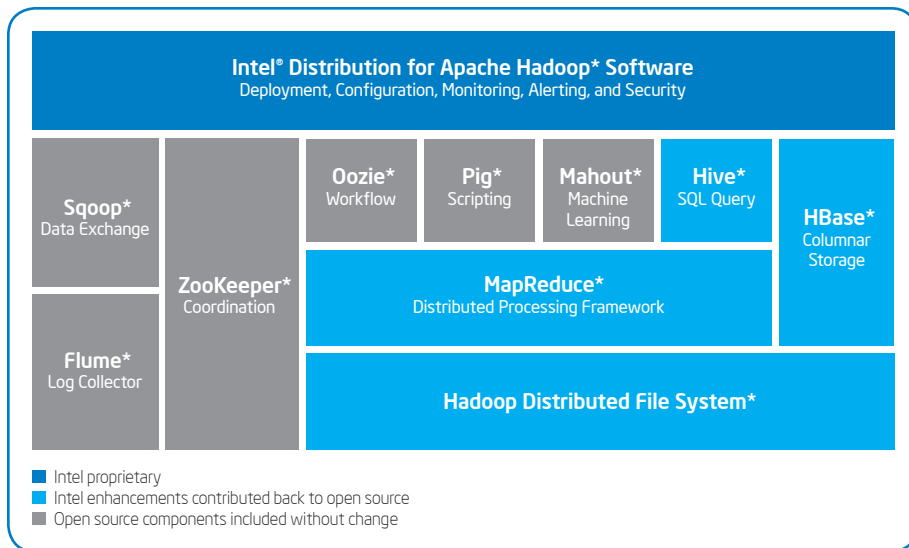 Intel® Distribution for Apache Hadoop* Software
Deployment, Configuration, Monitoring, Alerting, and Security
Sqoop*
Data Exchange
Flume*
Log Collector
ZooKeeper*
Coordination
Oozie*
Workflow
Pig*
Scripting
Mahout*
Machine
Learning
Hive*
SQL Query
HBase*
Columnar
Storage
MapReduce*
Distributed Processing Framework
Hadoop Distributed File System*
Intel proprietary
Intel enhancements contributed back to open source
Open source components included without change